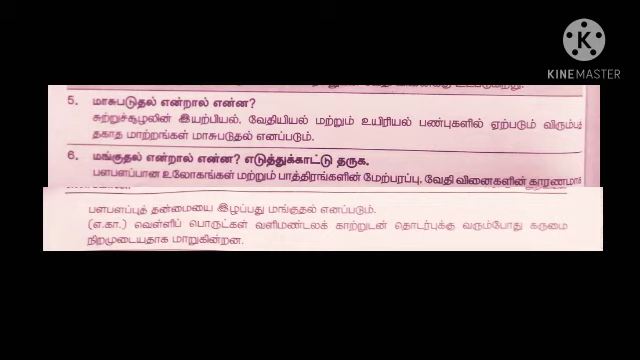 KINEMASTER
5. மாசுபடுதல் என்றால் என்ன?
சுற்றுச்சூழலின் இயற்பியல், வேதியியல் மற்றும் உயிரியல் பண்புகளில் ஏற்படும் விரும்பத்
தகாத மாற்றங்கள் மாசுபடுதல் எனப்படும்.
6. மங்குதல் என்றால் என்ன? எடுத்துக்காட்டு தருக.
பளபளப்பான உலோகங்கள் மற்றும் பாத்திரங்களின் மேற்பரப்பு, வேதி வினைகளின் காரணமாக
பளபளப்புத் தன்மையை இழப்பது மங்குதல் எனப்படும்.
(எ.கா.) வெள்ளிப் பொருட்கள் வளிமண்டலக் காற்றுடன் தொடர்புக்கு வரும்போது கருமை
நிறமுடையதாக மாறுகின்றன.